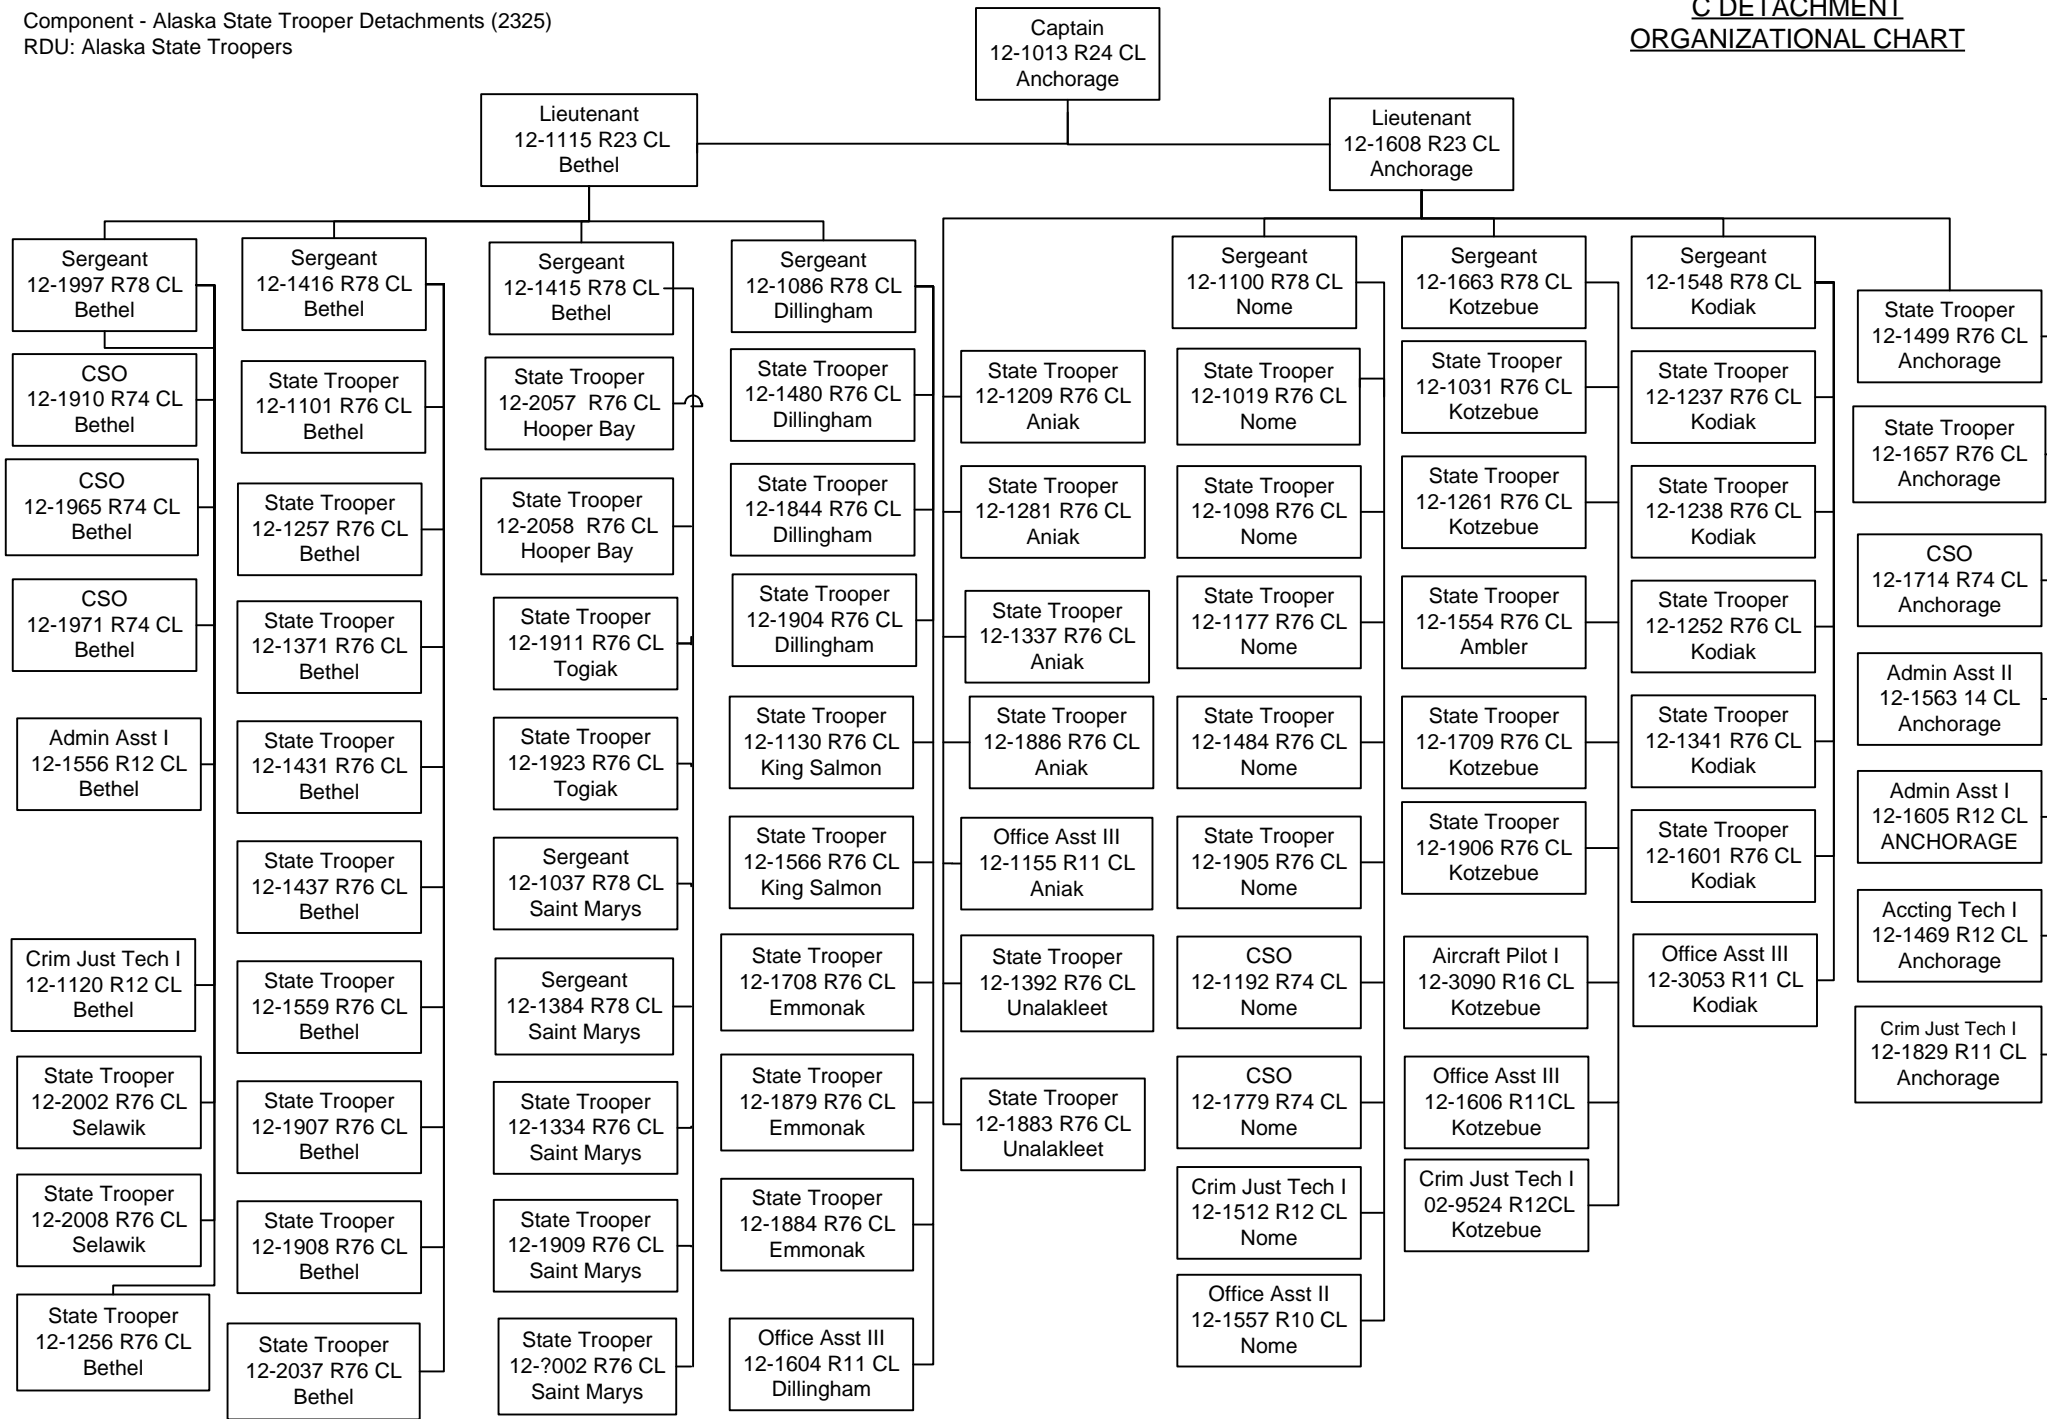 Component - Alaska State Trooper Detachments (2325)
RDU: Alaska State Troopers
C DETACHMENT
ORGANIZATIONAL CHART
Captain
12-1013 R24 CL
Anchorage
Lieutenant
12-1115 R23 CL
Bethel
Lieutenant
12-1608 R23 CL
Anchorage
Sergeant
12-1997 R78 CL
Bethel
CSO
12-1910 R74 CL
Bethel
CSO
12-1965 R74 CL
Bethel
CSO
12-1971 R74 CL
Bethel
Admin Asst I
12-1556 R12 CL
Bethel
Crim Just Tech I
12-1120 R12 CL
Bethel
State Trooper
12-2002 R76 CL
Selawik
State Trooper
12-2008 R76 CL
Selawik
State Trooper
12-1256 R76 CL
Bethel
Sergeant
12-1416 R78 CL
Bethel
State Trooper
12-1101 R76 CL
Bethel
State Trooper
12-1257 R76 CL
Bethel
State Trooper
12-1371 R76 CL
Bethel
State Trooper
12-1431 R76 CL
Bethel
State Trooper
12-1437 R76 CL
Bethel
State Trooper
12-1559 R76 CL
Bethel
State Trooper
12-1907 R76 CL
Bethel
State Trooper
12-1908 R76 CL
Bethel
State Trooper
12-2037 R76 CL
Bethel
Sergeant
12-1415 R78 CL
Bethel
State Trooper
12-2057 R76 CL
Hooper Bay
State Trooper
12-2058 R76 CL
Hooper Bay
State Trooper
12-1911 R76 CL
Togiak
State Trooper
12-1923 R76 CL
Togiak
Sergeant
12-1037 R78 CL
Saint Marys
Sergeant
12-1384 R78 CL
Saint Marys
State Trooper
12-1334 R76 CL
Saint Marys
State Trooper
12-1909 R76 CL
Saint Marys
State Trooper
12-?002 R76 CL
Saint Marys
Sergeant
12-1086 R78 CL
Dillingham
State Trooper
12-1480 R76 CL
Dillingham
State Trooper
12-1844 R76 CL
Dillingham
State Trooper
12-1904 R76 CL
Dillingham
State Trooper
12-1130 R76 CL
King Salmon
State Trooper
12-1566 R76 CL
King Salmon
State Trooper
12-1708 R76 CL
Emmonak
State Trooper
12-1879 R76 CL
Emmonak
State Trooper
12-1884 R76 CL
Emmonak
Office Asst III
12-1604 R11 CL
Dillingham
State Trooper
12-1209 R76 CL
Aniak
State Trooper
12-1281 R76 CL
Aniak
State Trooper
12-1337 R76 CL
Aniak
State Trooper
12-1886 R76 CL
Aniak
Office Asst III
12-1155 R11 CL
Aniak
State Trooper
12-1392 R76 CL
Unalakleet
State Trooper
12-1883 R76 CL
Unalakleet
Sergeant
12-1100 R78 CL
Nome
State Trooper
12-1019 R76 CL
Nome
State Trooper
12-1098 R76 CL
Nome
State Trooper
12-1177 R76 CL
Nome
State Trooper
12-1484 R76 CL
Nome
State Trooper
12-1905 R76 CL
Nome
CSO
12-1192 R74 CL
Nome
CSO
12-1779 R74 CL
Nome
Crim Just Tech I
12-1512 R12 CL
Nome
Office Asst II
12-1557 R10 CL
Nome
Sergeant
12-1663 R78 CL
Kotzebue
State Trooper
12-1031 R76 CL
Kotzebue
State Trooper
12-1261 R76 CL
Kotzebue
State Trooper
12-1554 R76 CL
Ambler
State Trooper
12-1709 R76 CL
Kotzebue
State Trooper
12-1906 R76 CL
Kotzebue
Aircraft Pilot I
12-3090 R16 CL
Kotzebue
Office Asst III
12-1606 R11CL
Kotzebue
Crim Just Tech I
02-9524 R12CL
Kotzebue
Sergeant
12-1548 R78 CL
Kodiak
State Trooper
12-1237 R76 CL
Kodiak
State Trooper
12-1238 R76 CL
Kodiak
State Trooper
12-1252 R76 CL
Kodiak
State Trooper
12-1341 R76 CL
Kodiak
State Trooper
12-1601 R76 CL
Kodiak
Office Asst III
12-3053 R11 CL
Kodiak
State Trooper
12-1499 R76 CL
Anchorage
State Trooper
12-1657 R76 CL
Anchorage
CSO
12-1714 R74 CL
Anchorage
Admin Asst II
12-1563 14 CL
Anchorage
Admin Asst I
12-1605 R12 CL
ANCHORAGE
Accting Tech I
12-1469 R12 CL
Anchorage
Crim Just Tech I
12-1829 R11 CL
Anchorage